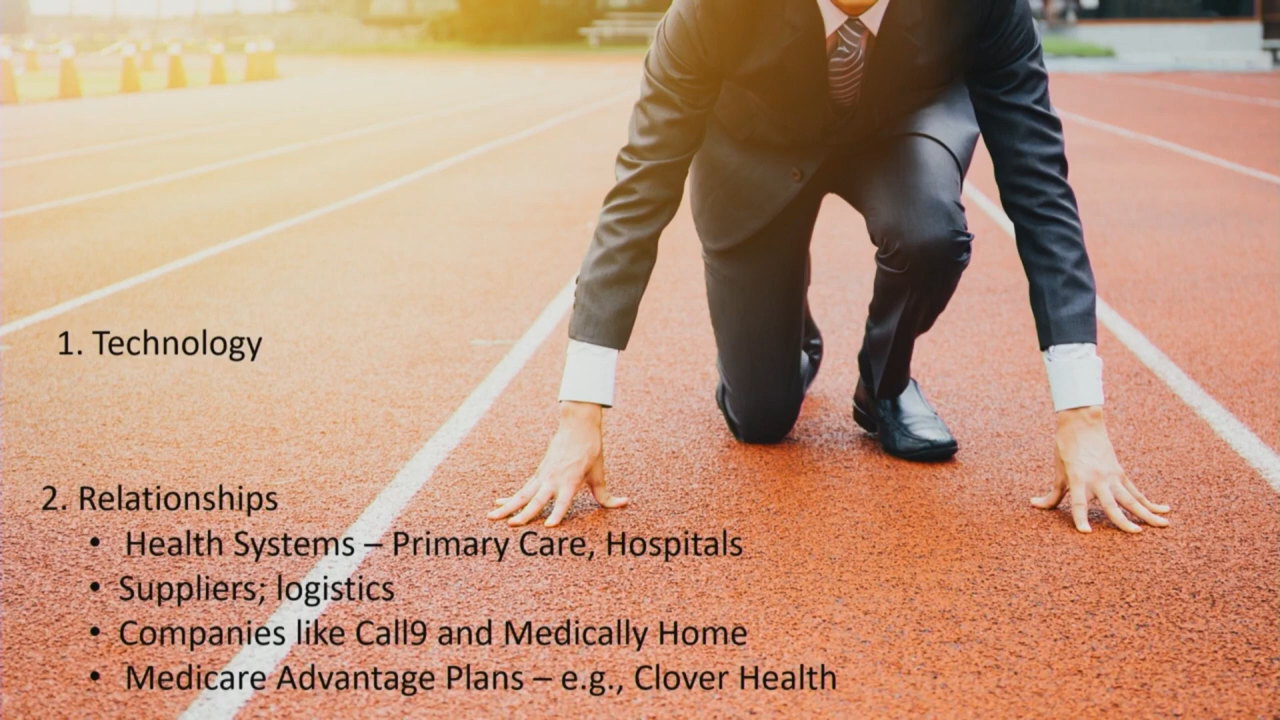 1. Technology
2. Relationships
• Health Systems – Primary Care, Hospitals
• Suppliers; logistics
• Companies like Call9 and Medically Home
• Medicare Advantage Plans – e.g., Clover Health